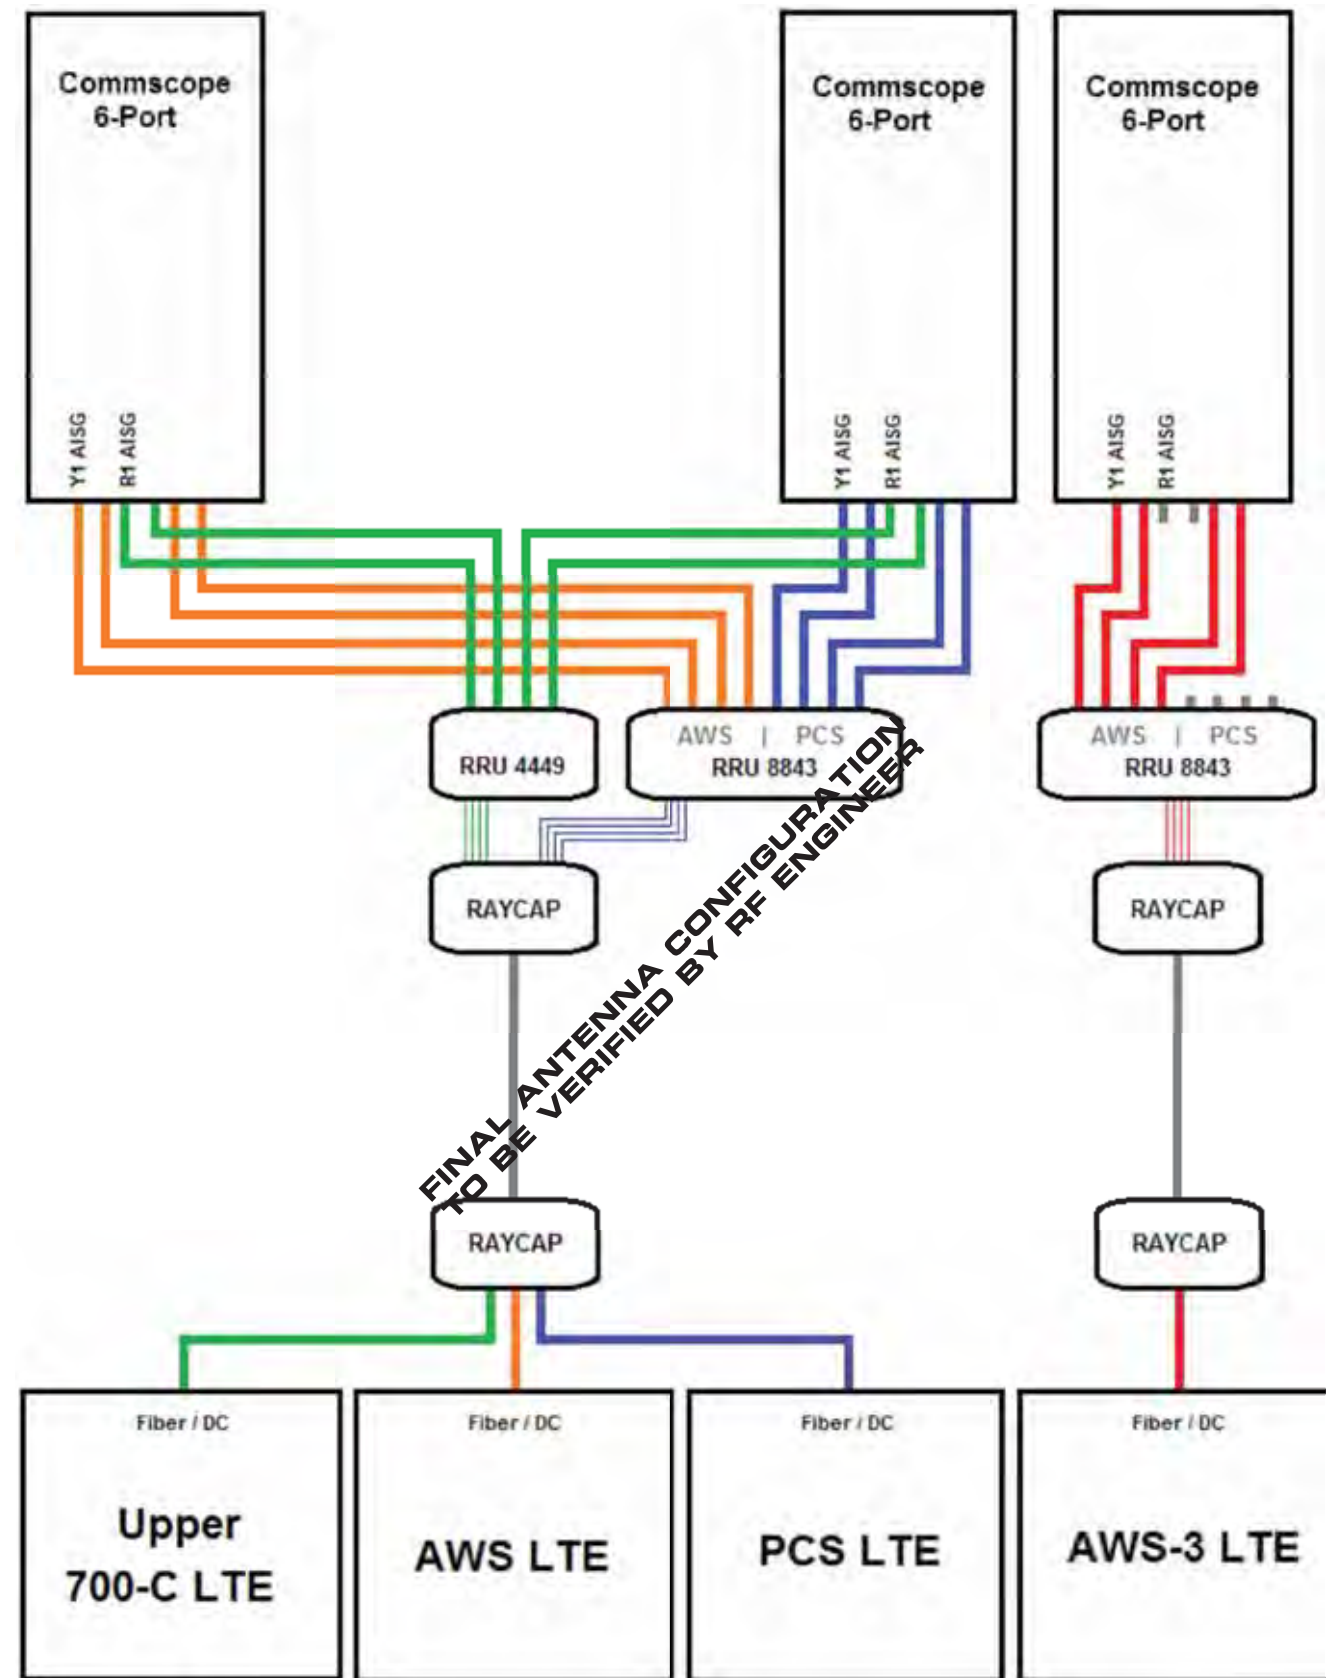 Commscope
6-Port
Commscope
6-Port
Commscope
6-Port
Y1 AISG
R1 AISG
Y1 AISG
R1 AISG
Y1 AISG
R1 AISG
RRU 4449
AWS | PCS
RRU 8843
AWS | PCS
RRU 8843
RAYCAP
RAYCAP
FINAL ANTENNA CONFIGURATION
TO BE VERIFIED BY RF ENGINEER
RAYCAP
RAYCAP
Fiber / DC
Upper
700-C LTE
Fiber / DC
AWS LTE
Fiber / DC
PCS LTE
Fiber / DC
AWS-3 LTE